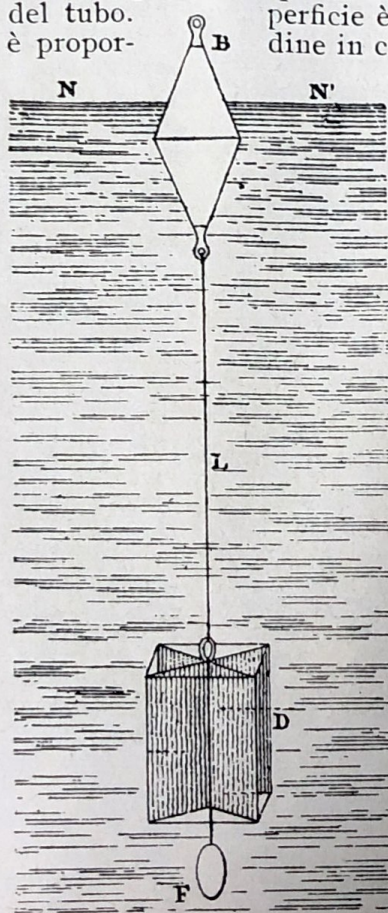 del tubo.
è propor-
perficie è
dine in c
B
N
N'
L
D
F